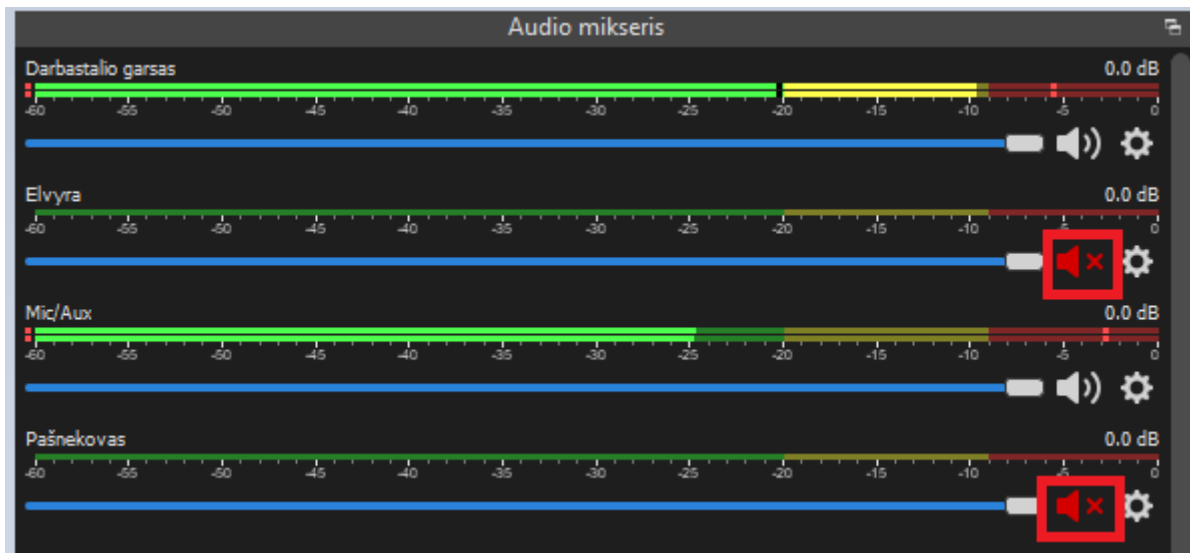 Audio mikseris
Darbastalio garsas 0.0 dB
-60 -55 -50 -45 -40 -35 -30 -25 -20 -15 -10 -5 0
Elvyra 0.0 dB
-60 -55 -50 -45 -40 -35 -30 -25 -20 -15 -10 0
Mic/Aux 0.0 dB
-60 -55 -50 -45 -40 -35 -30 -25 -20 -15 -10 -5 0
Pašnekovas 0.0 dB
-60 -55 -50 -45 -40 -35 -30 -25 -20 -15 -10 -5 0